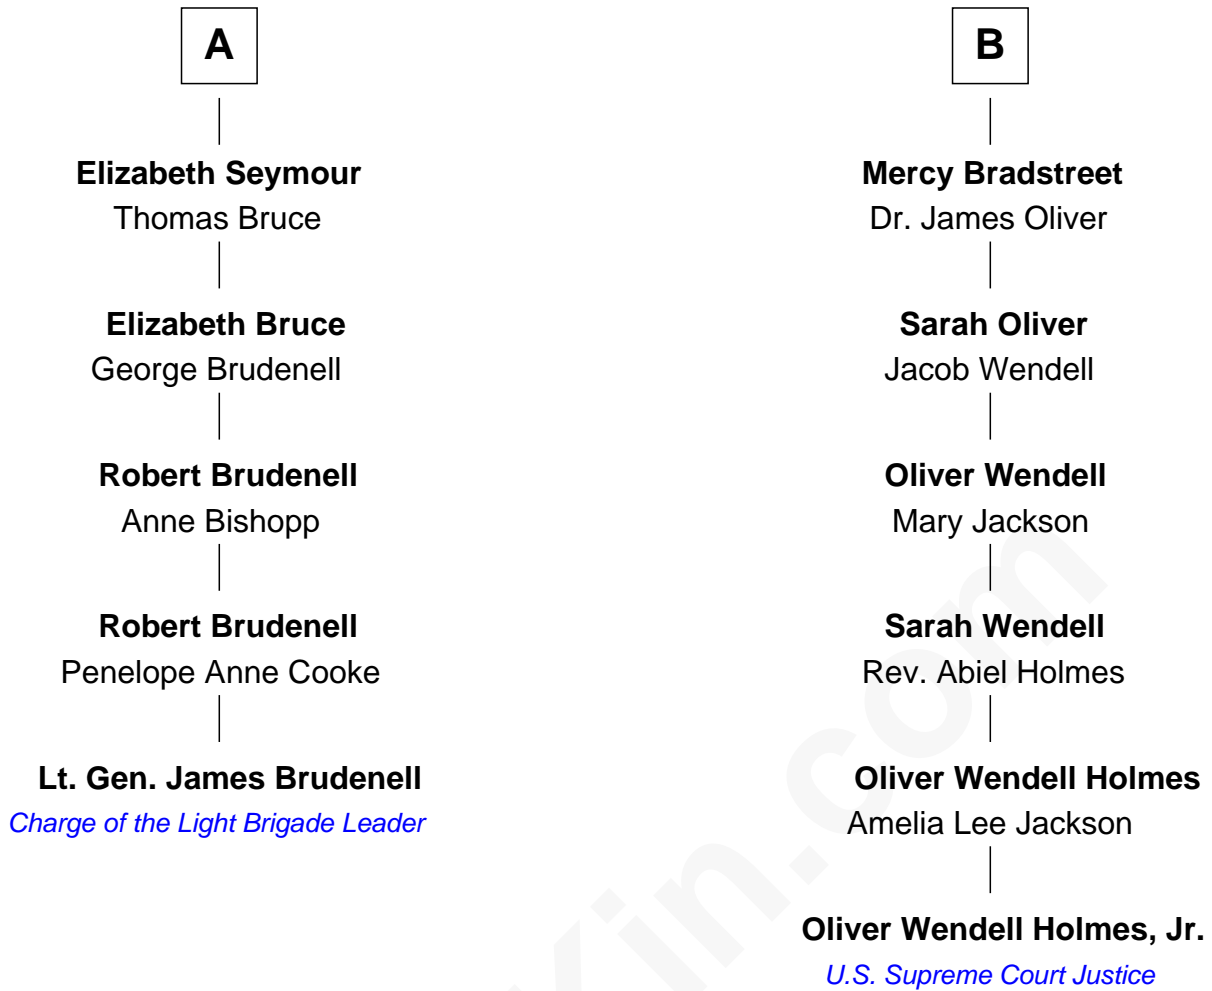 A
Elizabeth Seymour
Thomas Bruce
Elizabeth Bruce
George Brudenell
Robert Brudenell
Anne Bishopp
Robert Brudenell
Penelope Anne Cooke
Lt. Gen. James Brudenell
Charge of the Light Brigade Leader
B
Mercy Bradstreet
Dr. James Oliver
Sarah Oliver
Jacob Wendell
Oliver Wendell
Mary Jackson
Sarah Wendell
Rev. Abiel Holmes
Oliver Wendell Holmes
Amelia Lee Jackson
Oliver Wendell Holmes, Jr.
U.S. Supreme Court Justice
Kin.com